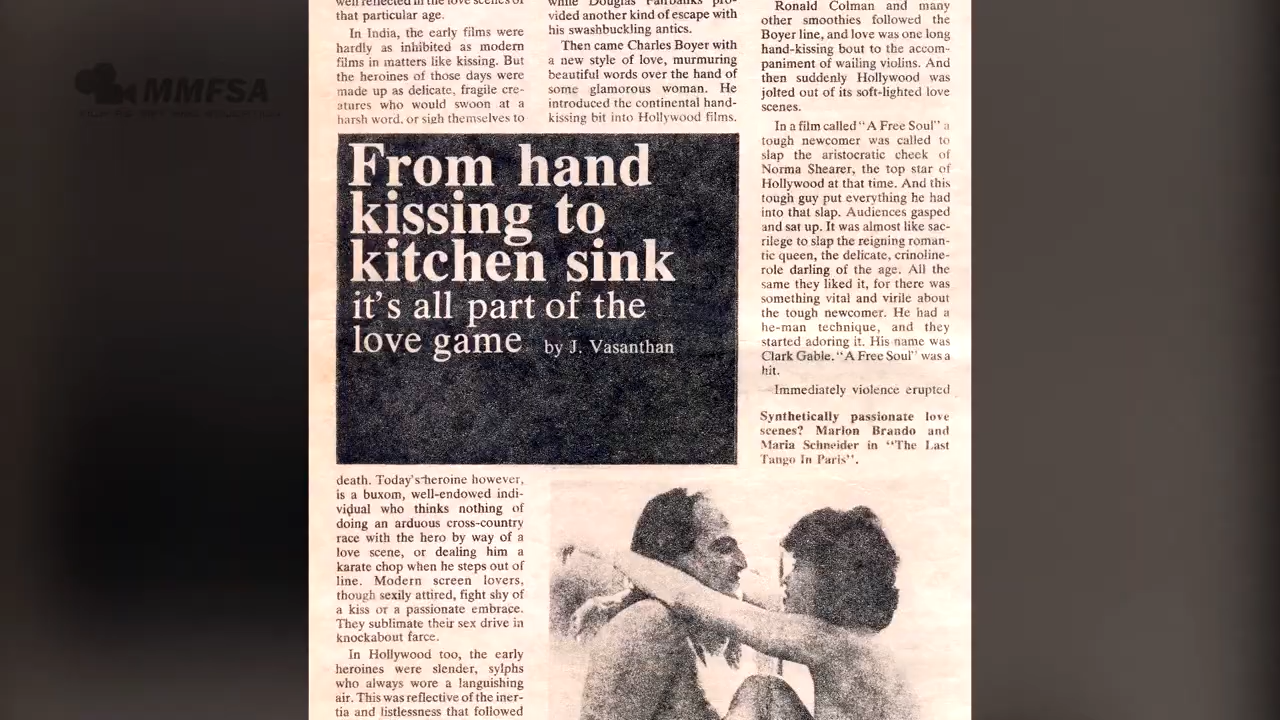 MMFSA
well reflected in the love scenes of
that particular age.
In India, the early films were
hardly as inhibited as modern
films in matters like kissing. But
the heroines of those days were
made up as delicate, fragile cre-
atures who would swoon at a
harsh word, or sigh themselves to
From hand
kissing to
kitchen sink
it's all part of the
love game by J. Vasanthan
death. Today's heroine however,
is a buxom, well-endowed indi-
vidual who thinks nothing of
doing an arduous cross-country
race with the hero by way of a
love scene, or dealing him a
karate chop when he steps out of
line. Modern screen lovers,
though sexily attired, fight shy of
a kiss or a passionate embrace.
They sublimate their sex drive in
knockabout farce.
In Hollywood too, the early
heroines were slender, sylphs
who always wore a languishing
air. This was reflective of the iner-
tia and listlessness that followed
while Douglas Fairbanks pro-
vided another kind of escape with
his swashbuckling antics.
Then came Charles Boyer with
a new style of love, murmuring
beautiful words over the hand of
some glamorous woman. He
introduced the continental hand-
kissing bit into Hollywood films.
Ronald Colman and many
other smoothies followed the
Boyer line, and love was one long
hand-kissing bout to the accom-
paniment of wailing violins. And
then suddenly Hollywood was
jolted out of its soft-lighted love
scenes.
In a film called "A Free Soul" a
tough newcomer was called to
slap the aristocratic cheek of
Norma Shearer, the top star of
Hollywood at that time. And this
tough guy put everything he had
into that slap. Audiences gasped
and sat up. It was almost like sac-
rilege to slap the reigning roman-
tic queen, the delicate, crinoline-
role darling of the age. All the
same they liked it, for there was
something vital and virile about
the tough newcomer. He had a
he-man technique, and they
started adoring it. His name was
Clark Gable. "A Free Soul" was a
hit.
Immediately violence erupted
Synthetically passionate love
scenes? Marlon Brando and
Maria Schneider in "The Last
Tango In Paris".